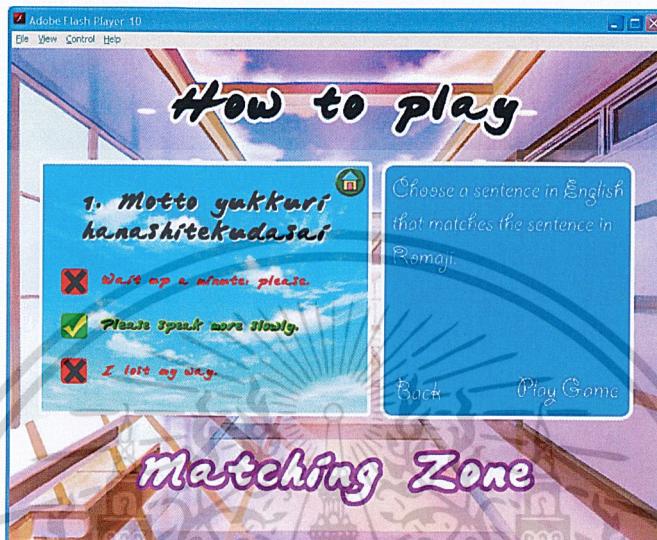 Adobe Flash Player 10
File View Control Help
How to play
1. Motto yukkuri
hanashitekudasai
Wait up a minute, please.
Please speak more slowly.
I lost my way.
Choose a sentence in English
that matches the sentence in
Romaji.
Back Play Game
Matching Zone